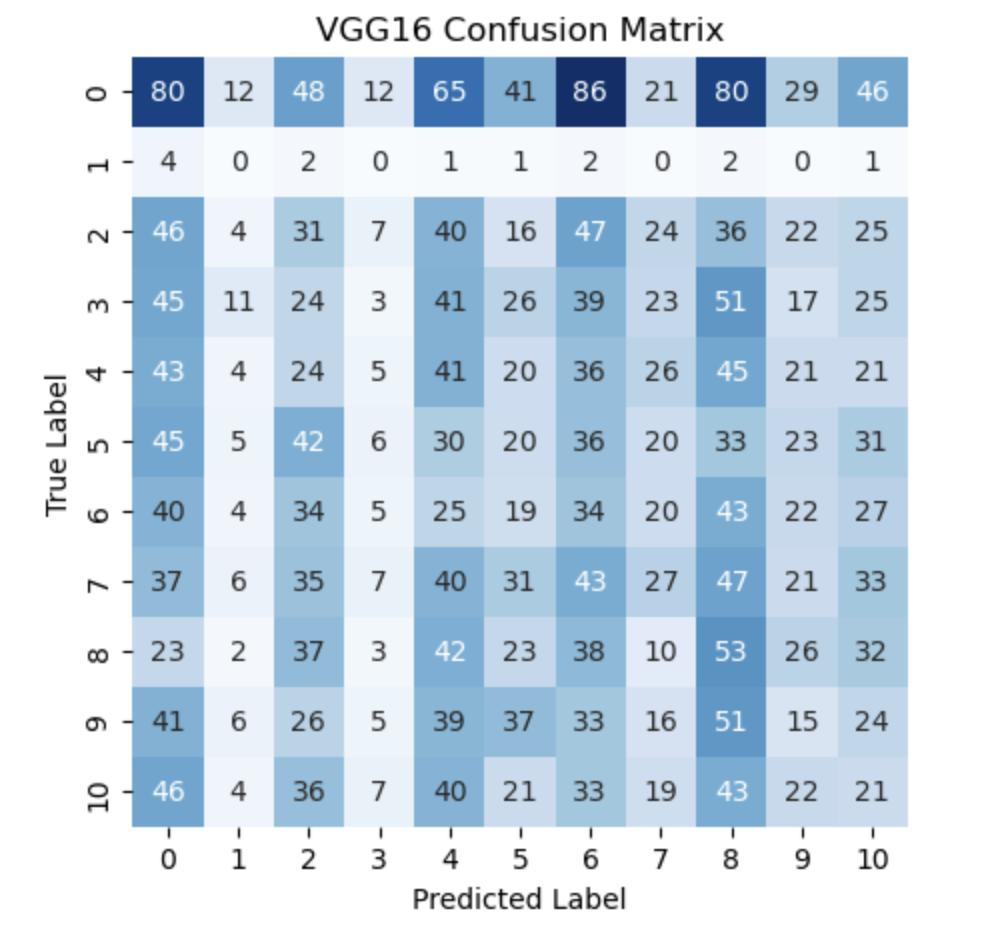 VGG16 Confusion Matrix
0 80 12 48 12 65 41 86 21 80 29 46
1 4 0 2 0 1 1 2 0 2 0 1
2 46 4 31 7 40 16 47 24 36 22 25
3 45 11 24 3 41 26 39 23 51 17 25
4 43 4 24 5 41 20 36 26 45 21 21
5 45 5 42 6 30 20 36 20 33 23 31
6 40 4 34 5 25 19 34 20 43 22 27
7 37 6 35 7 40 31 43 27 47 21 33
8 23 2 37 3 42 23 38 10 53 26 32
9 41 6 26 5 39 37 33 16 51 15 24
10 46 4 36 7 40 21 33 19 43 22 21
0 1 2 3 4 5 6 7 8 9 10
True Label
Predicted Label